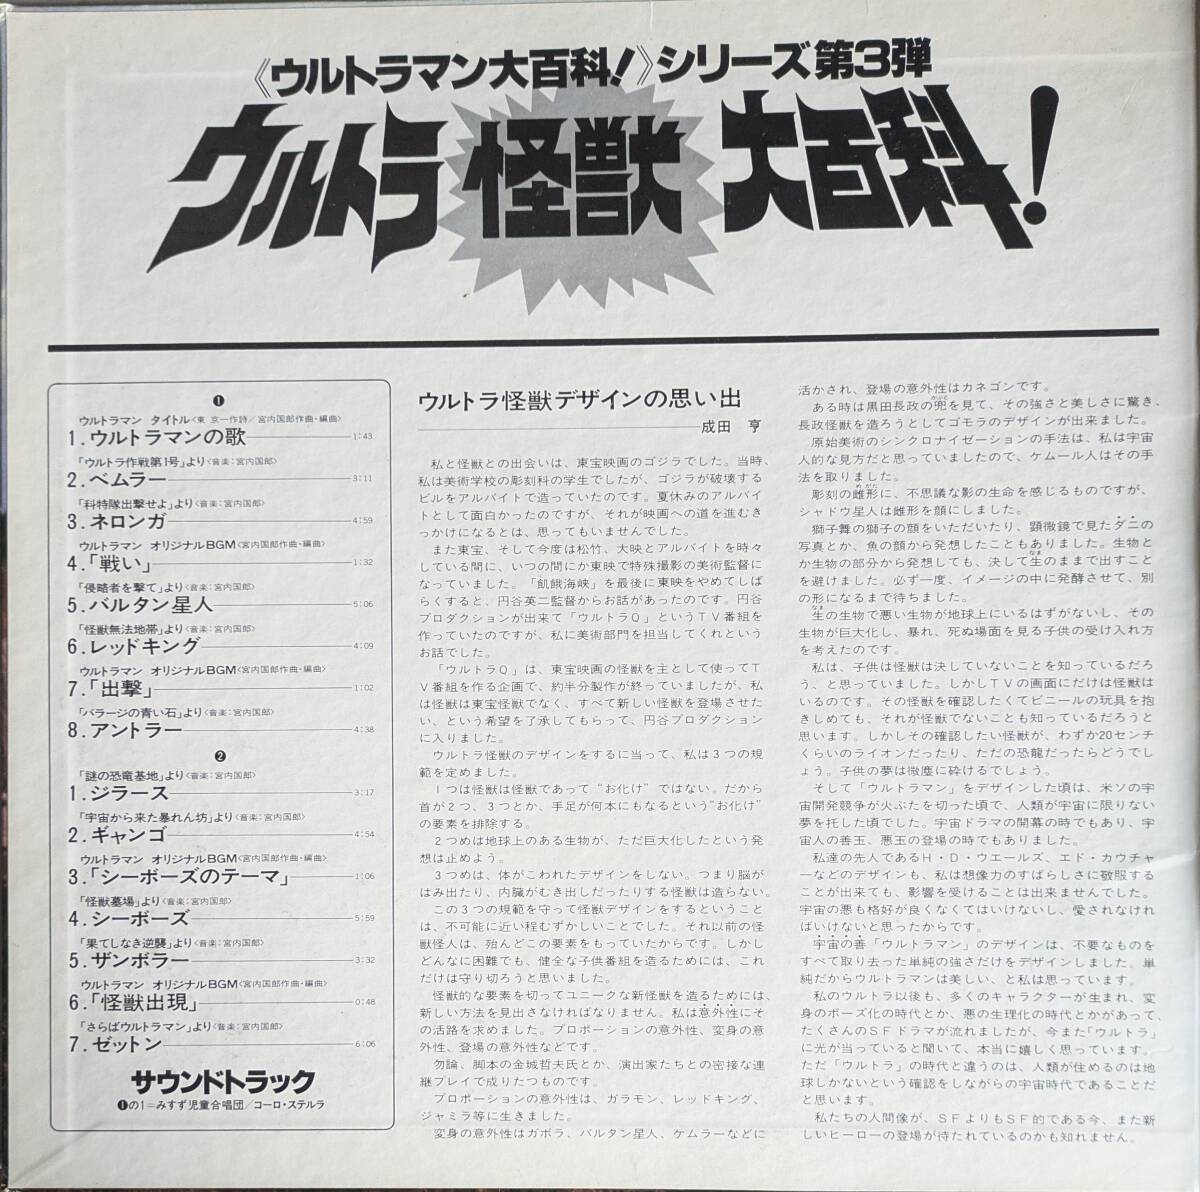 《ウルトラマン大百科!》シリーズ第3弾
ウルトラ怪獣大百科!
❶
ウルトラマン タイトル〈東 京一作詩/宮内国郎作曲・編曲〉
1.ウルトラマンの歌 1:43
「ウルトラ作戦第1号」より〈音楽:宮内国郎〉
2.ベムラー 3:11
「科特隊出撃せよ」より〈音楽:宮内国郎〉
3.ネロンガ 4:59
ウルトラマン オリジナルBGM〈宮内国郎作曲・編曲〉
4.「戦い」 1:32
「侵略者を撃て」より〈音楽:宮内国郎〉
5.バルタン星人 5:06
「怪獣無法地帯」より〈音楽:宮内国郎〉
6.レッドキング 4:09
ウルトラマン オリジナルBGM〈宮内国郎作曲・編曲〉
7.「出撃」 1:02
「バラージの青い石」より〈音楽:宮内国郎〉
8.アントラー 4:38
❷
「謎の恐竜基地」より〈音楽:宮内国郎〉
1.ジラース 3:17
「宇宙から来た暴れん坊」より〈音楽:宮内国郎〉
2.ギャンゴ 4:54
ウルトラマン オリジナルBGM〈宮内国郎作曲・編曲〉
3.「シーボーズのテーマ」 1:06
「怪獣墓場」より〈音楽:宮内国郎〉
4.シーボーズ 5:59
「果てしなき逆襲」より〈音楽:宮内国郎〉
5.ザンボラー 3:32
ウルトラマン オリジナルBGM〈宮内国郎作曲・編曲〉
6.「怪獣出現」 0:48
「さらばウルトラマン」より〈音楽:宮内国郎〉
7.ゼットン 6:06
サウンドトラック
❶の1=みすず児童合唱団/コーロ・ステルラ
ウルトラ怪獣デザインの思い出
成田 亨
私と怪獣との出会いは、東宝映画のゴジラでした。当時、
私は美術学校の彫刻科の学生でしたが、ゴジラが破壊する
ビルをアルバイトで造っていたのです。夏休みのアルバイ
トとして面白かったのですが、それが映画への道を進むき
っかけになるとは、思ってもいませんでした。
また東宝、そして今度は松竹、大映とアルバイトを時々
している間に、いつの間にか東映で特殊撮影の美術監督に
なっていました。「飢餓海峡」を最後に東映をやめてしば
らくすると、円谷英二監督からお話があったのです。円谷
プロダクションが出来て「ウルトラQ」というTV番組を
作っていたのですが、私に美術部門を担当してくれという
お話でした。
「ウルトラQ」は、東宝映画の怪獣を主として使ってT
V番組を作る企画で、約半分製作が終っていましたが、私
は怪獣は東宝怪獣でなく、すべて新しい怪獣を登場させた
い、という希望を了承してもらって、円谷プロダクション
に入りました。
ウルトラ怪獣のデザインをするに当って、私は3つの規
範を定めました。
1つは怪獣は怪獣であって“お化け”ではない。だから
首が2つ、3つとか、手足が何本にもなるという“お化け”
の要素を排除する。
2つめは地球上のある生物が、ただ巨大化したという発
想は止めよう。
3つめは、体がこわれたデザインをしない。つまり脳が
はみ出たり、内臓がむき出しだったりする怪獣は造らない。
この3つの規範を守って怪獣デザインをするということ
は、不可能に近い程むずかしいことでした。それ以前の怪
獣怪人は、殆んどこの要素をもっていたからです。しかし
どんなに困難でも、健全な子供番組を造るためには、これ
だけは守り切ろうと思いました。
怪獣的な要素を切ってユニークな新怪獣を造るためには、
新しい方法を見出さなければなりません。私は意外性にそ
の活路を求めました。プロポーションの意外性、変身の意
外性、登場の意外性などです。
勿論、脚本の金城哲夫氏とか、演出家たちとの密接な連
継プレイで成りたつものです。
プロポーションの意外性は、ガラモン、レッドキング、
ジャミラ等に生きました。
変身の意外性はガボラ、バルタン星人、ケムラーなどに
活かされ、登場の意外性はカネゴンです。
ある時は黒田長政の兜を見て、その強さと美しさに驚き、
長政怪獣を造ろうとしてゴモラのデザインが出来ました。
原始美術のシンクロナイゼーションの手法は、私は宇宙
人的な見方だと思っていましたので、ケムール人はその手
法を取りました。
彫刻の雌形に、不思議な影の生命を感じるものですが、
シャドウ星人は雌形を顔にしました。
獅子舞の獅子の顔をいただいたり、顕微鏡で見たダニの
写真とか、魚の顔から発想したこともありました。生物と
か生物の部分から発想しても、決して生のままで出すこと
を避けました。必ず一度、イメージの中に発酵させて、別
の形になるまで待ちました。
生の生物で悪い生物が地球上にいるはずがないし、その
生物が巨大化し、暴れ、死ぬ場面を見る子供の受け入れ方
を考えたのです。
私は、子供は怪獣は決していないことを知っているだろ
う、と思っていました。しかしTVの画面にだけは怪獣は
いるのです。その怪獣を確認したくてビニールの玩具を抱
きしめても、それが怪獣でないことも知っているだろうと
思います。しかしその確認したい怪獣が、わずか20センチ
くらいのライオンだったり、ただの恐龍だったらどうでし
ょう。子供の夢は微塵に砕けるでしょう。
そして「ウルトラマン」をデザインした頃は、米ソの宇
宙開発競争が火ぶたを切った頃で、人類が宇宙に限りない
夢を託した頃でした。宇宙ドラマの開幕の時でもあり、宇
宙人の善玉、悪玉の登場の時でもありました。
私達の先人であるH・D・ウエールズ、エド・カウチャ
ーなどのデザインも、私は想像力のすばらしさに敬服する
ことが出来ても、影響を受けることは出来ませんでした。
宇宙の悪も格好が良くなくてはいけないし、愛されなけれ
ばいけないと思ったからです。
宇宙の善「ウルトラマン」のデザインは、不要なものを
すべて取り去った単純の強さだけをデザインしました。単
純だからウルトラマンは美しい、と私は思っています。
私のウルトラ以後も、多くのキャラクターが生まれ、変
身のポーズ化の時代とか、悪の生理化の時代とかがあって、
たくさんのSFドラマが流れましたが、今また「ウルトラ」
に光が当っていると聞いて、本当に嬉しく思っています。
ただ「ウルトラ」の時代と違うのは、人類が住めるのは地
球しかないという確認をしながらの宇宙時代であることだ
と思います。
私たちの人間像が、SFよりもSF的である今、また新
しいヒーローの登場が待たれているのかも知れません。